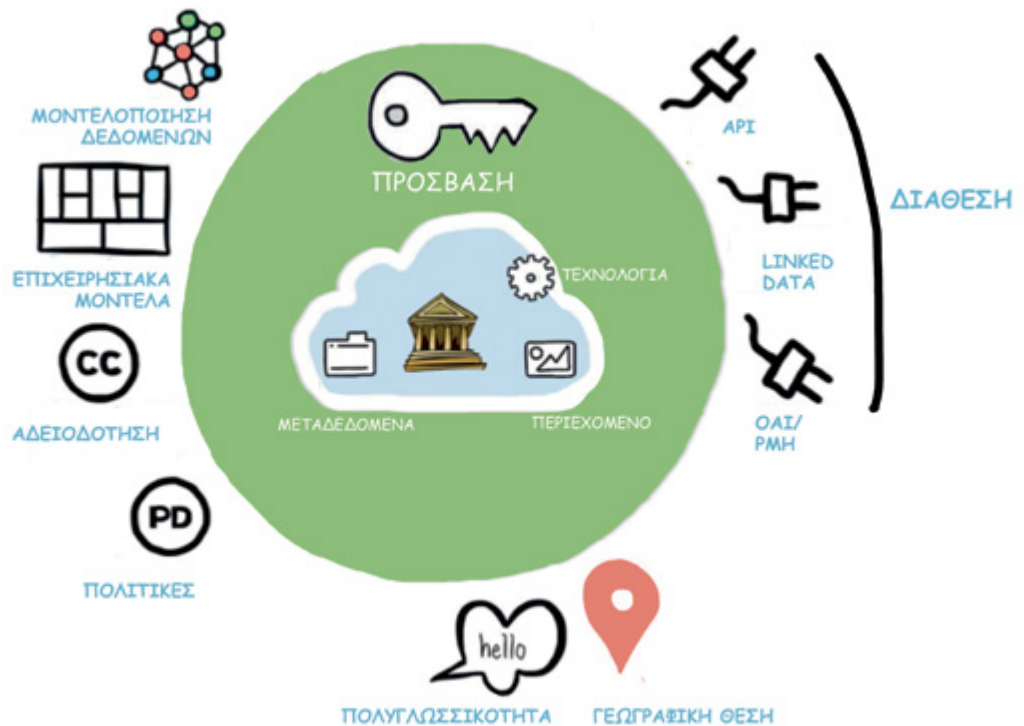 ΜΟΝΤΕΛΟΠΟΙΗΣΗ
ΔΕΔΟΜΕΝΩΝ
ΕΠΙΧΕΙΡΗΣΙΑΚΑ
ΜΟΝΤΕΛΑ
CC
ΑΔΕΙΟΔΟΤΗΣΗ
PD
ΠΟΛΙΤΙΚΕΣ
ΠΡΟΣΒΑΣΗ
ΤΕΧΝΟΛΟΓΙΑ
ΜΕΤΑΔΕΔΟΜΕΝΑ
ΠΕΡΙΕΧΟΜΕΝΟ
API
LINKED
DATA
OAI/
PMH
ΔΙΑΘΕΣΗ
hello
ΠΟΛΥΓΛΩΣΣΙΚΟΤΗΤΑ
ΓΕΩΓΡΑΦΙΚΗ ΘΕΣΗ